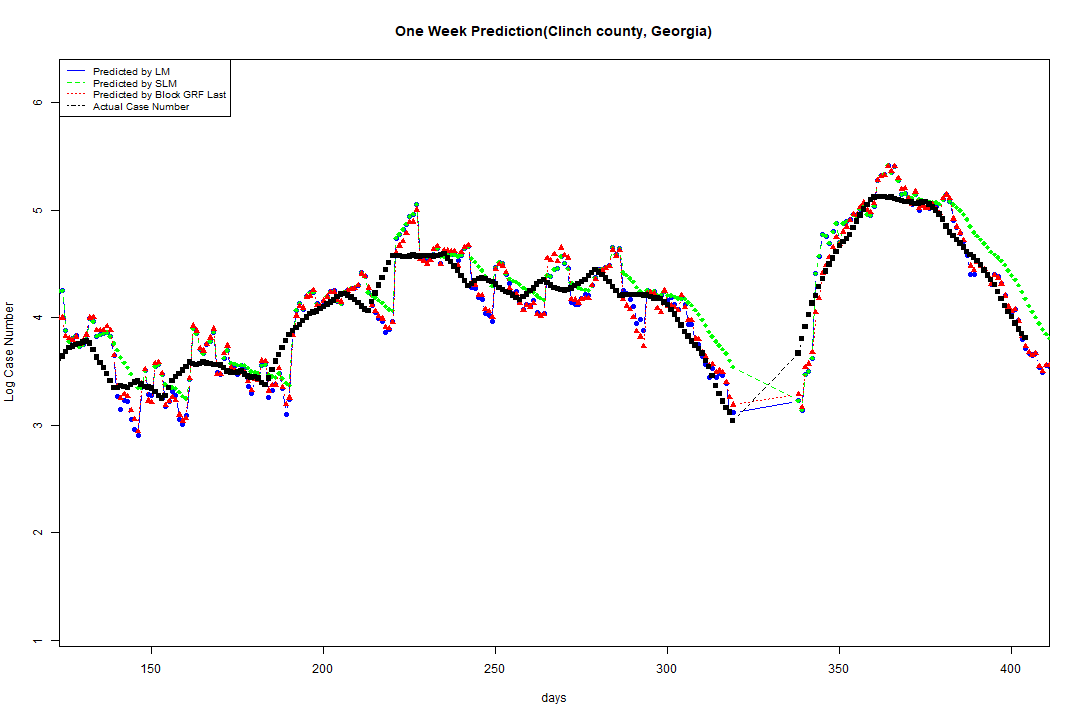 One Week Prediction(Clinch county, Georgia)
Predicted by LM
Predicted by SLM
Predicted by Block GRF Last
Actual Case Number
6
5
4
3
2
1
Log Case Number
150
200
250
300
350
400
days